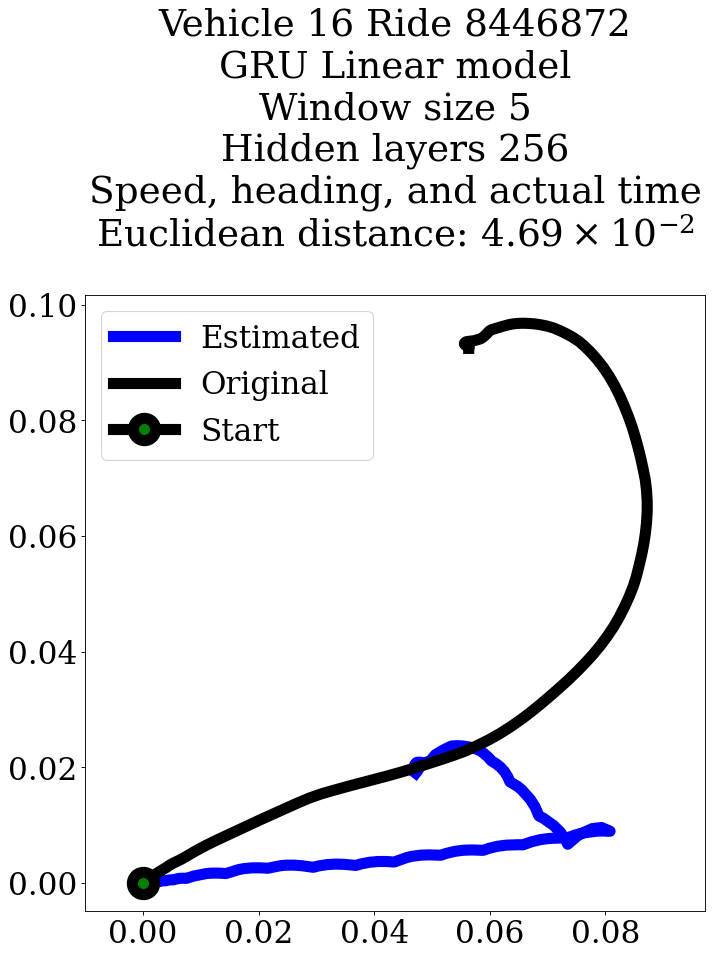 Vehicle 16 Ride 8446872
GRU Linear model
Window size 5
Hidden layers 256
Speed, heading, and actual time
Euclidean distance: 4.69 × 10⁻²
0.10
0.08
0.06
0.04
0.02
0.00
Estimated
Original
Start
0.00 0.02 0.04 0.06 0.08